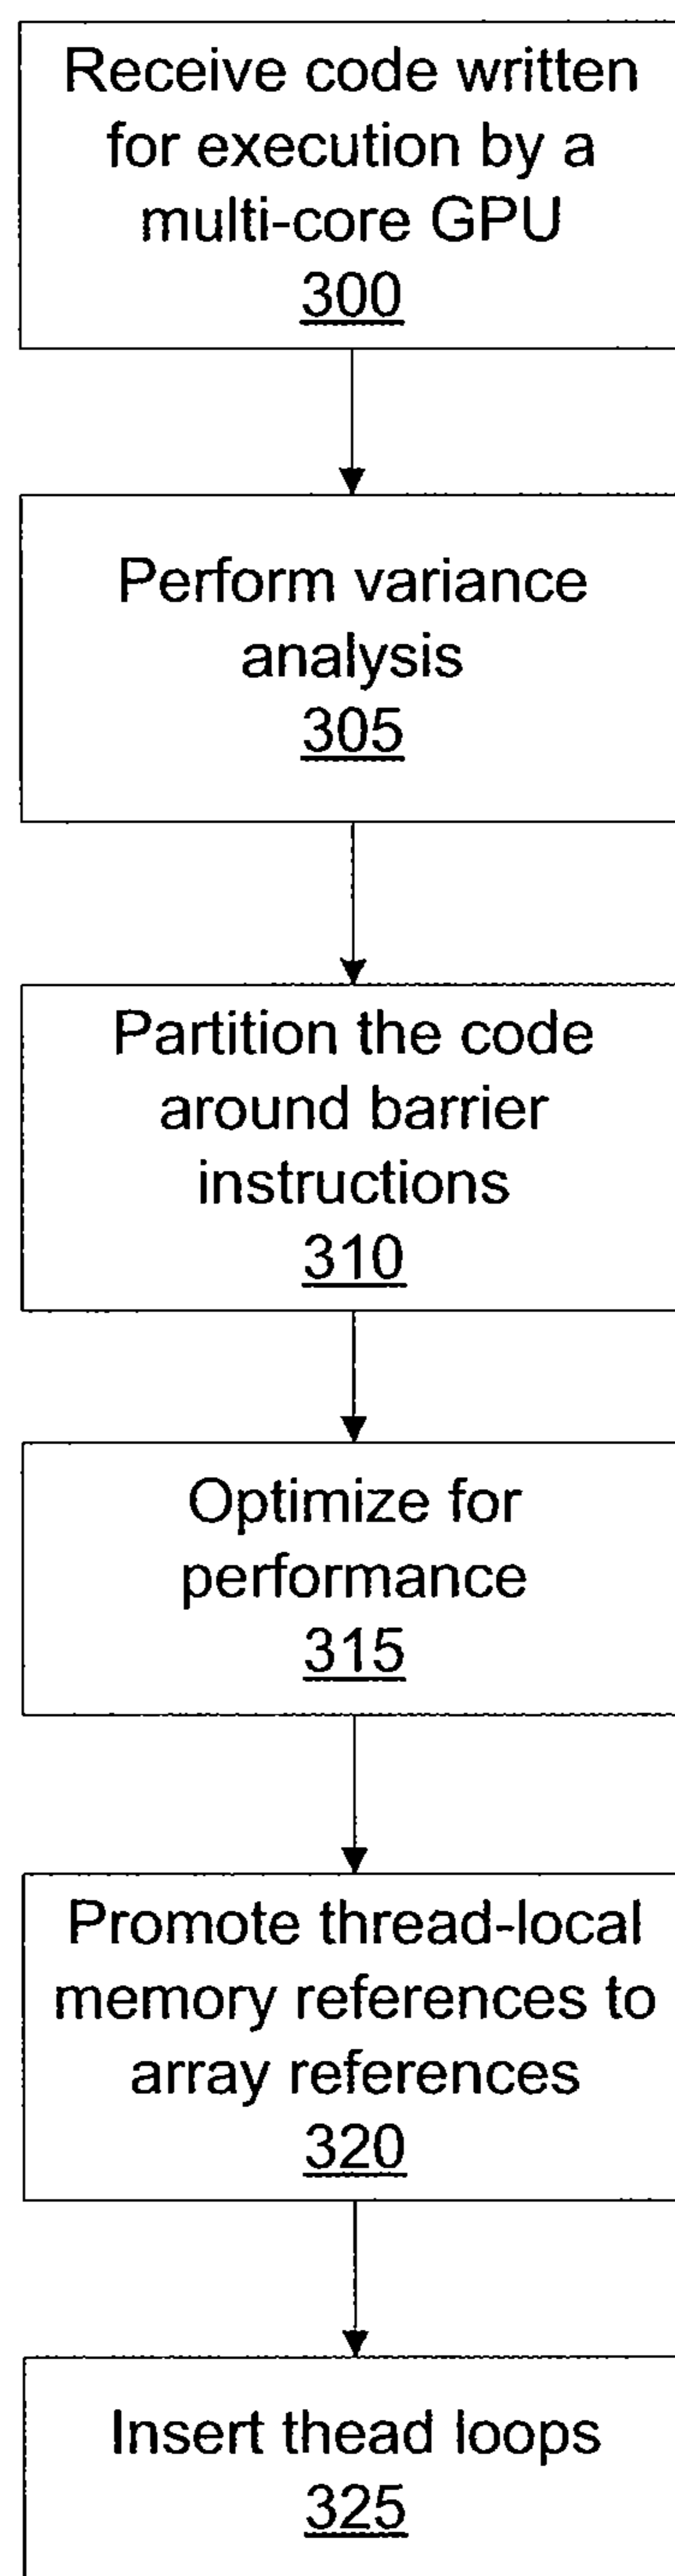 Receive code written
for execution by a
multi-core GPU
300
Perform variance
analysis
305
Partition the code
around barrier
instructions
310
Optimize for
performance
315
Promote thread-local
memory references to
array references
320
Insert thead loops
325